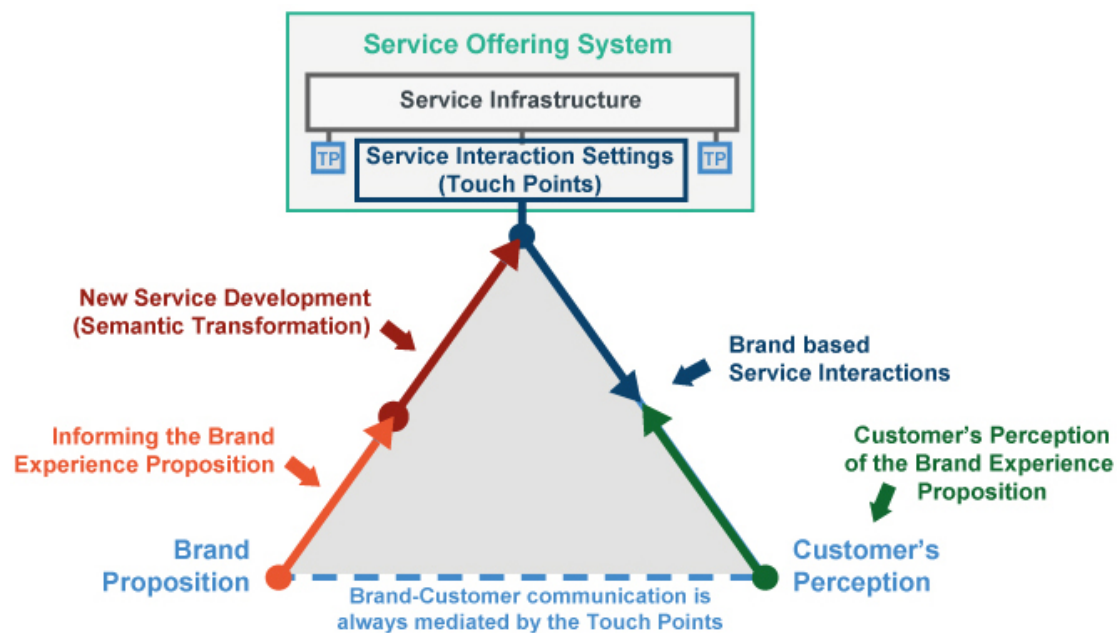 Service Offering System
Service Infrastructure
TP
Service Interaction Settings
(Touch Points)
TP
New Service Development
(Semantic Transformation)
Brand based
Service Interactions
Informing the Brand
Experience Proposition
Customer's Perception
of the Brand Experience
Proposition
Brand
Proposition
Customer's
Perception
Brand-Customer communication is
always mediated by the Touch Points